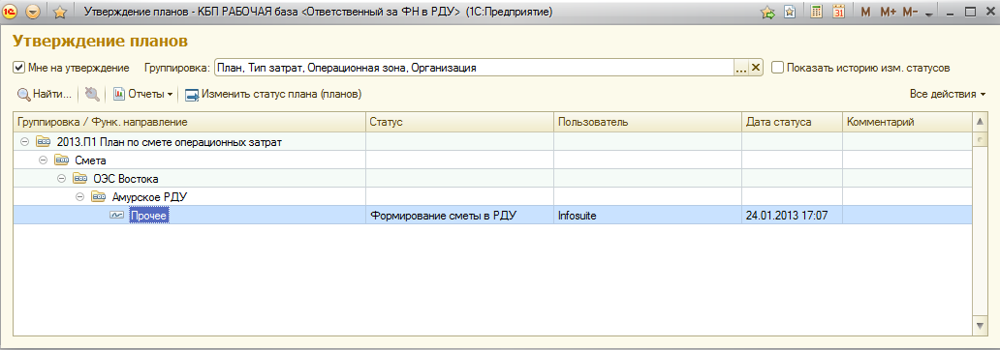 Утверждение планов - КБП РАБОЧАЯ база <Ответственный за ФН в РДУ> (1С:Предприятие)
31 M M+ M-
Утверждение планов
Мне на утверждение Группировка: План, Тип затрат, Операционная зона, Организация ... Показать историю изм. статусов
Найти... Отчеты Изменить статус плана (планов) Все действия
Группировка / Функ. направление Статус Пользователь Дата статуса Комментарий
2013.П1 План по смете операционных затрат
Смета
ОЭС Востока
Амурское РДУ
Прочее Формирование сметы в РДУ Infosuite 24.01.2013 17:07